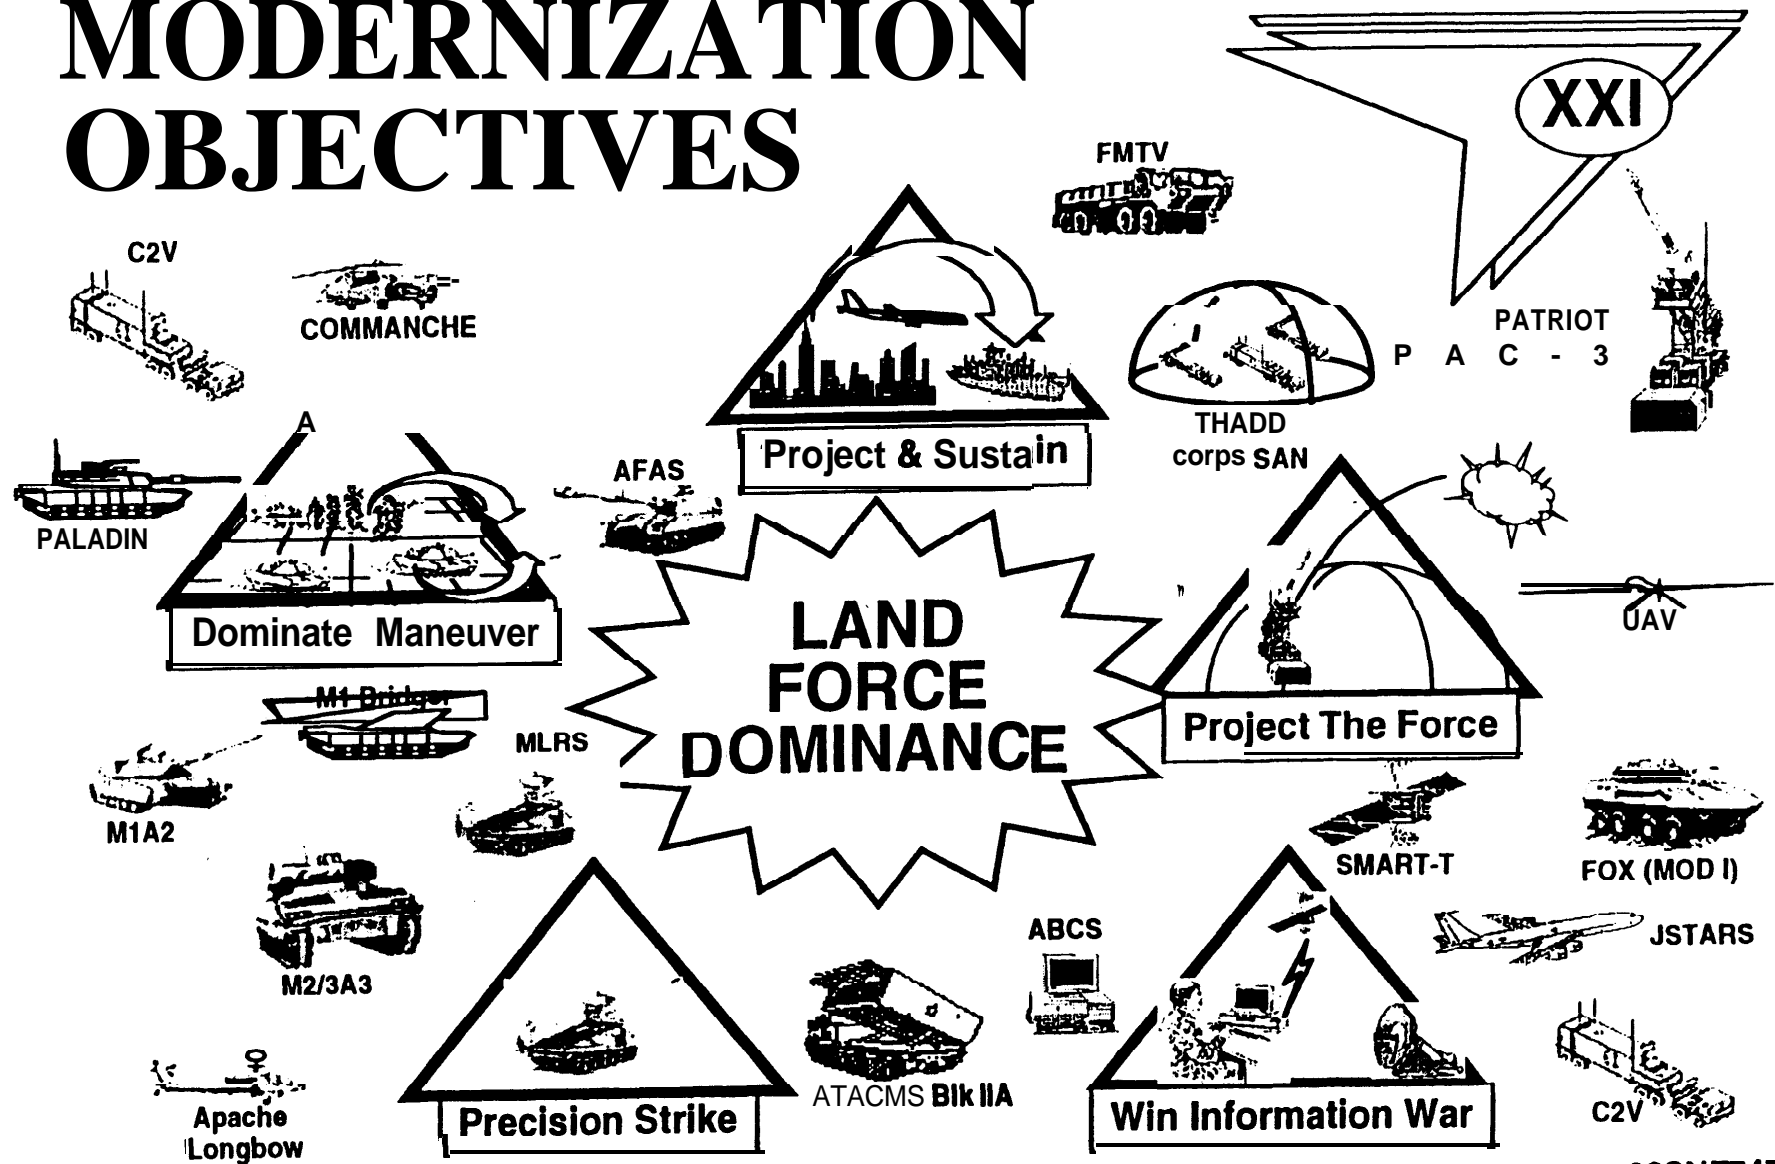 MODERNIZATION
OBJECTIVES
XXI
FMTV
C2V
COMMANCHE
PATRIOT
PAC-3
THADD
corps SAN
A
PALADIN
AFAS
Project & Sustain
Dominate Maneuver
UAV
LAND
FORCE
DOMINANCE
Project The Force
M1 Bridger
MLRS
M1A2
SMART-T
FOX (MOD I)
M2/3A3
ABCS
JSTARS
ATACMS Blk IIA
C2V
Apache
Longbow
Precision Strike
Win Information War